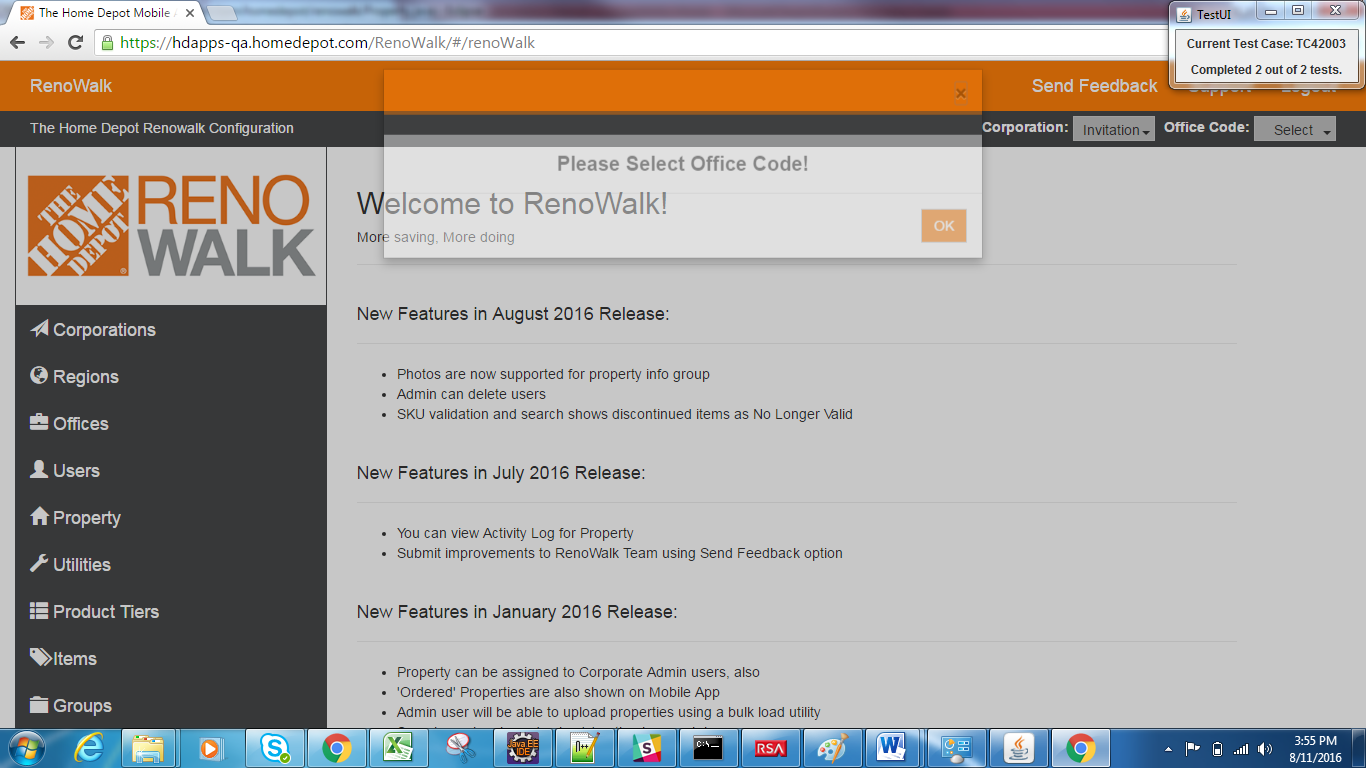 The Home Depot Mobile
TestUI
Current Test Case: TC42003
Completed 2 out of 2 tests.
https://hdapps-qa.homedepot.com/RenoWalk/#/renoWalk
RenoWalk
Send Feedback
Support
Logout
The Home Depot Renowalk Configuration
Corporation: Invitation
Office Code: Select
×
Please Select Office Code!
OK
THE HOME DEPOT
RENO
WALK
Welcome to RenoWalk!
More saving, More doing
Corporations
Regions
Offices
Users
Property
Utilities
Product Tiers
Items
Groups
New Features in August 2016 Release:
• Photos are now supported for property info group
• Admin can delete users
• SKU validation and search shows discontinued items as No Longer Valid
New Features in July 2016 Release:
• You can view Activity Log for Property
• Submit improvements to RenoWalk Team using Send Feedback option
New Features in January 2016 Release:
• Property can be assigned to Corporate Admin users, also
• 'Ordered' Properties are also shown on Mobile App
• Admin user will be able to upload properties using a bulk load utility
Java EE
IDE
C:\
RSA
3:55 PM
8/11/2016